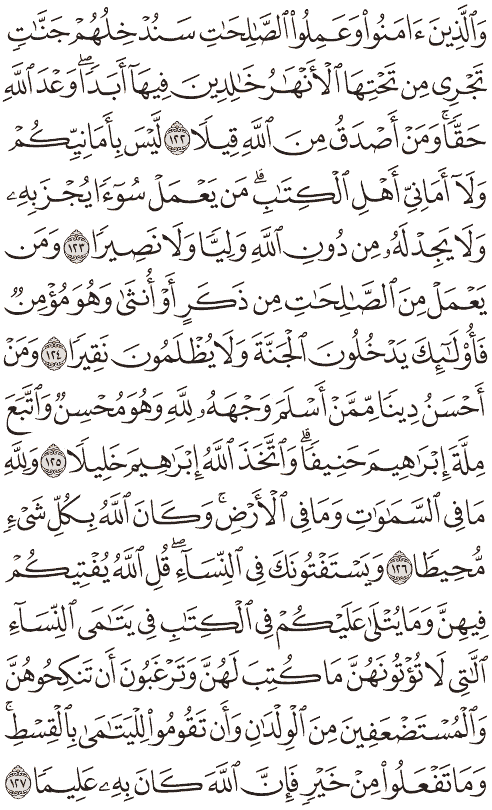 وَٱلَّذِينَ ءَامَنُوا۟ وَعَمِلُوا۟ ٱلصَّـٰلِحَـٰتِ سَنُدْخِلُهُمْ جَنَّـٰتٍ
تَجْرِى مِن تَحْتِهَا ٱلْأَنْهَـٰرُ خَـٰلِدِينَ فِيهَآ أَبَدًا ۖ وَعْدَ ٱللَّهِ
حَقًّا ۚ وَمَنْ أَصْدَقُ مِنَ ٱللَّهِ قِيلًا ١٢٢ لَّيْسَ بِأَمَانِيِّكُمْ
وَلَآ أَمَانِىِّ أَهْلِ ٱلْكِتَـٰبِ ۗ مَن يَعْمَلْ سُوٓءًا يُجْزَ بِهِۦ
وَلَا يَجِدْ لَهُۥ مِن دُونِ ٱللَّهِ وَلِيًّا وَلَا نَصِيرًا ١٢٣ وَمَن
يَعْمَلْ مِنَ ٱلصَّـٰلِحَـٰتِ مِن ذَكَرٍ أَوْ أُنثَىٰ وَهُوَ مُؤْمِنٌ
فَأُو۟لَـٰٓئِكَ يَدْخُلُونَ ٱلْجَنَّةَ وَلَا يُظْلَمُونَ نَقِيرًا ١٢٤ وَمَنْ
أَحْسَنُ دِينًا مِّمَّنْ أَسْلَمَ وَجْهَهُۥ لِلَّهِ وَهُوَ مُحْسِنٌ وَٱتَّبَعَ
مِلَّةَ إِبْرَٰهِيمَ حَنِيفًا ۗ وَٱتَّخَذَ ٱللَّهُ إِبْرَٰهِيمَ خَلِيلًا ١٢٥ وَلِلَّهِ
مَا فِى ٱلسَّمَـٰوَٰتِ وَمَا فِى ٱلْأَرْضِ ۚ وَكَانَ ٱللَّهُ بِكُلِّ شَىْءٍ
مُّحِيطًا ١٢٦ وَيَسْتَفْتُونَكَ فِى ٱلنِّسَآءِ ۖ قُلِ ٱللَّهُ يُفْتِيكُمْ
فِيهِنَّ وَمَا يُتْلَىٰ عَلَيْكُمْ فِى ٱلْكِتَـٰبِ فِى يَتَـٰمَى ٱلنِّسَآءِ
ٱلَّـٰتِى لَا تُؤْتُونَهُنَّ مَا كُتِبَ لَهُنَّ وَتَرْغَبُونَ أَن تَنكِحُوهُنَّ
وَٱلْمُسْتَضْعَفِينَ مِنَ ٱلْوِلْدَٰنِ وَأَن تَقُومُوا۟ لِلْيَتَـٰمَىٰ بِٱلْقِسْطِ ۚ
وَمَا تَفْعَلُوا۟ مِنْ خَيْرٍ فَإِنَّ ٱللَّهَ كَانَ بِهِۦ عَلِيمًا ١٢٧